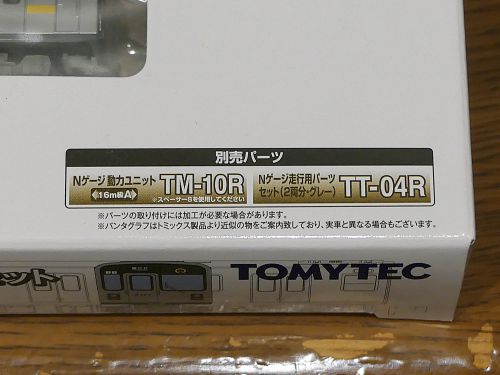 別売パーツ
Nゲージ動力ユニット TM-10R
16m級A ※スペーサーSを使用してください
Nゲージ走行用パーツ TT-04R
セット(2両分・グレー)
※パーツの取り付けには加工が必要な場合があります。
※パンタグラフはトミックス製品より近似の物をご案内致しており、実車と異なる場合もございます。
TOMYTEC